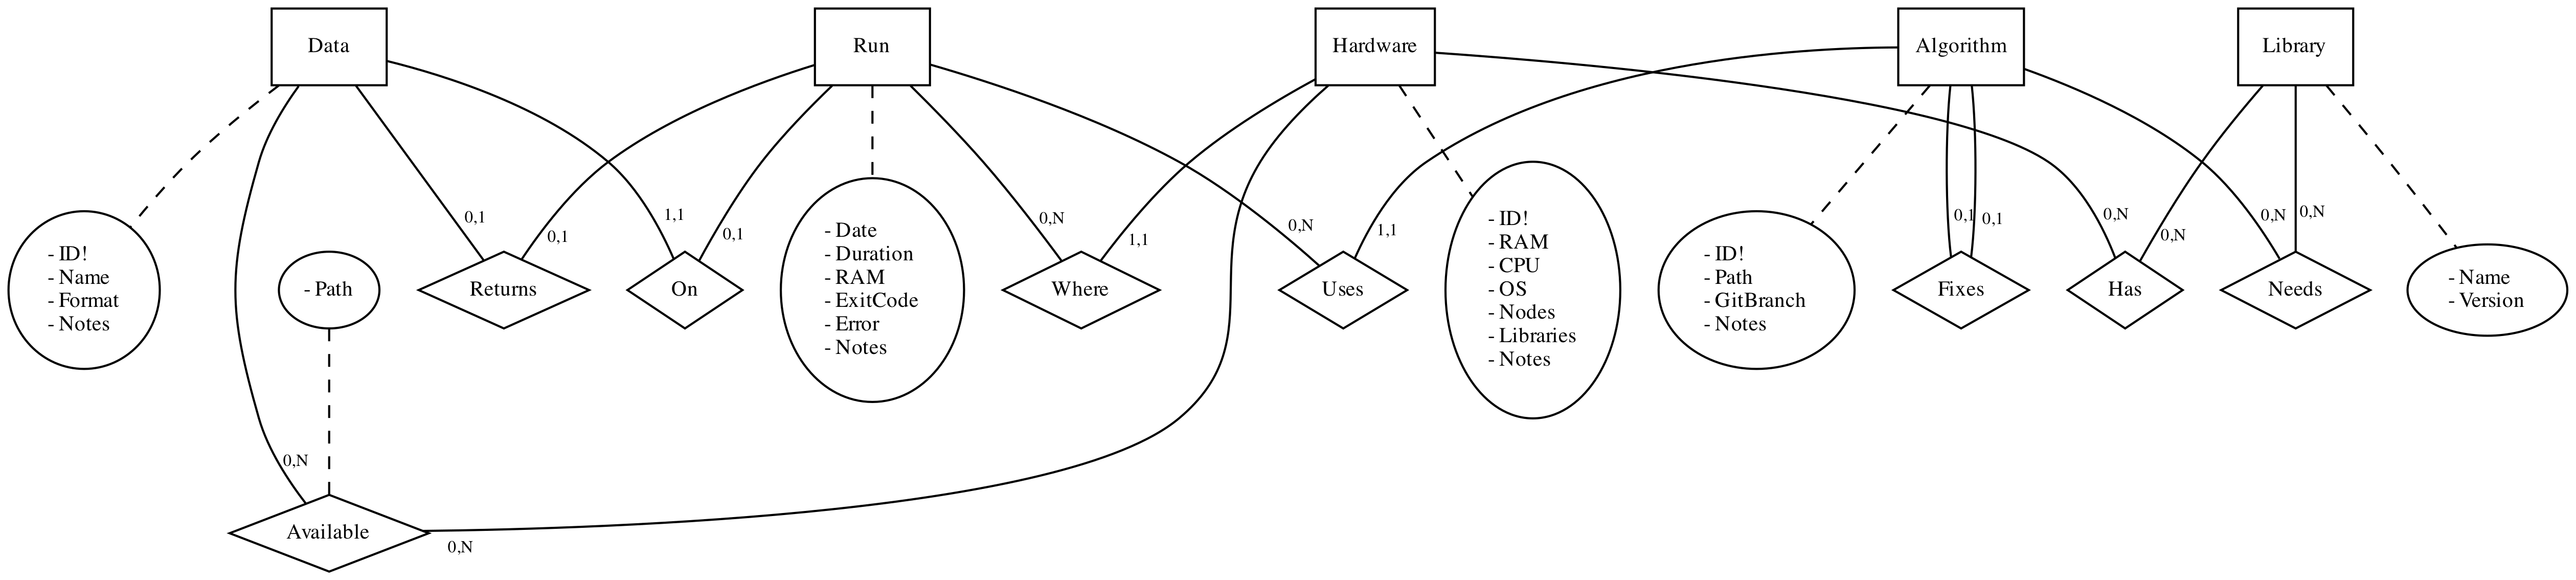 Data
Run
Hardware
Algorithm
Library
0,1
0,1
1,1
0,1
0,N
1,1
0,N
1,1
0,1
0,1
0,N
0,N
0,N
0,N
- ID!
- Name
- Format
- Notes
- Path
Returns
On
- Date
- Duration
- RAM
- ExitCode
- Error
- Notes
Where
Uses
- ID!
- RAM
- CPU
- OS
- Nodes
- Libraries
- Notes
- ID!
- Path
- GitBranch
- Notes
Fixes
Has
Needs
- Name
- Version
0,N
Available
0,N